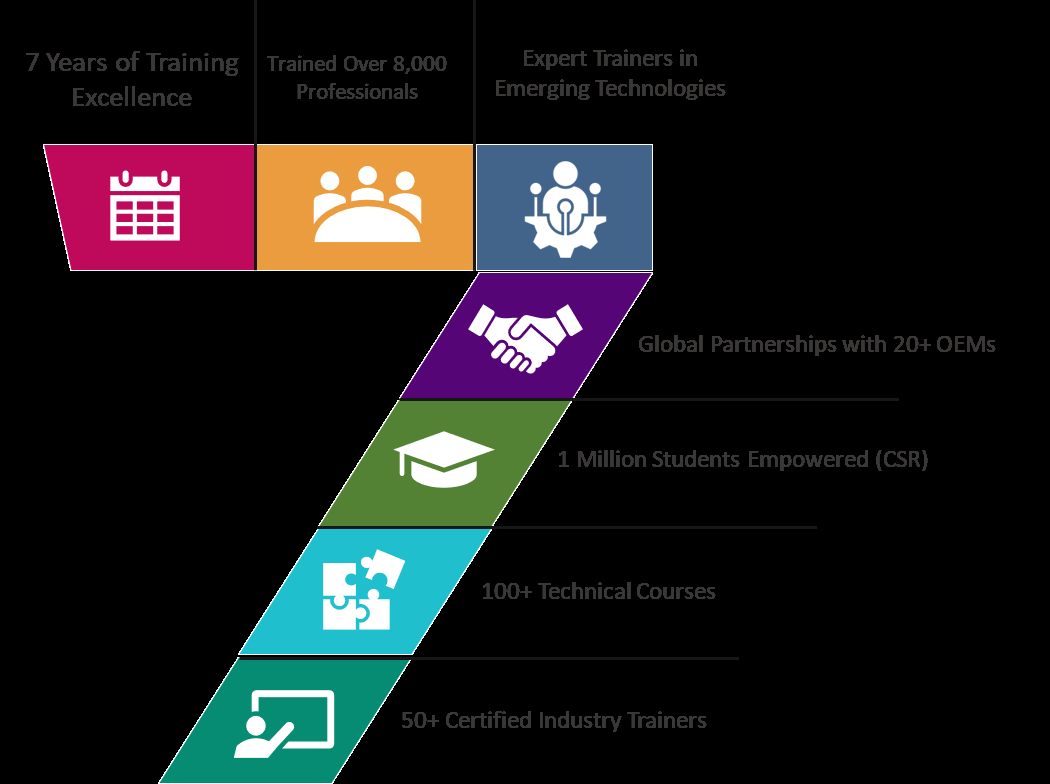 7 Years of Training
Excellence
Trained Over 8,000
Professionals
Expert Trainers in
Emerging Technologies
Global Partnerships with 20+ OEMs
1 Million Students Empowered (CSR)
100+ Technical Courses
50+ Certified Industry Trainers